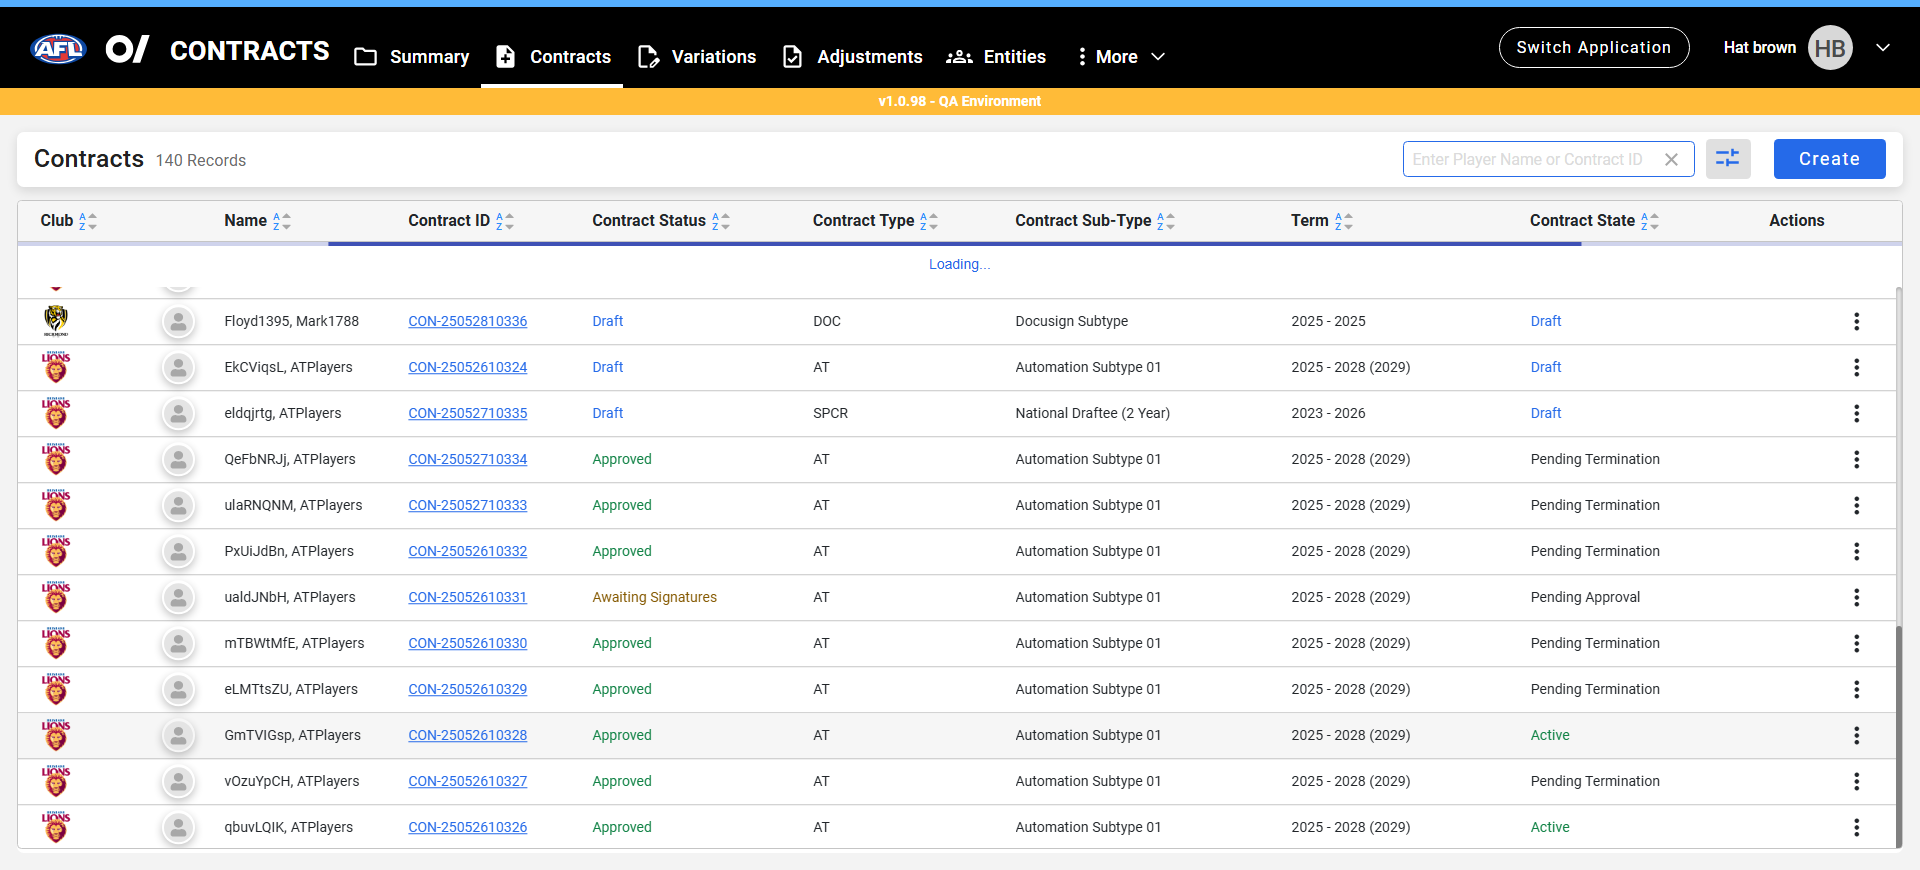 AFL CONTRACTS Summary Contracts Variations Adjustments Entities More Switch Application Hat brown HB
v1.0.98 - QA Environment
Contracts 140 Records Enter Player Name or Contract ID Create
Club Name Contract ID Contract Status Contract Type Contract Sub-Type Term Contract State Actions
Loading...
RICHMOND Floyd1395, Mark1788 CON-25052810336 Draft DOC Docusign Subtype 2025 - 2025 Draft
LIONS EkCViqsL, ATPlayers CON-25052610324 Draft AT Automation Subtype 01 2025 - 2028 (2029) Draft
LIONS eldqjrtg, ATPlayers CON-25052710335 Draft SPCR National Draftee (2 Year) 2023 - 2026 Draft
LIONS QeFbNRJj, ATPlayers CON-25052710334 Approved AT Automation Subtype 01 2025 - 2028 (2029) Pending Termination
LIONS ulaRNQNM, ATPlayers CON-25052710333 Approved AT Automation Subtype 01 2025 - 2028 (2029) Pending Termination
LIONS PxUiJdBn, ATPlayers CON-25052610332 Approved AT Automation Subtype 01 2025 - 2028 (2029) Pending Termination
LIONS ualdJNbH, ATPlayers CON-25052610331 Awaiting Signatures AT Automation Subtype 01 2025 - 2028 (2029) Pending Approval
LIONS mTBWtMfE, ATPlayers CON-25052610330 Approved AT Automation Subtype 01 2025 - 2028 (2029) Pending Termination
LIONS eLMTtsZU, ATPlayers CON-25052610329 Approved AT Automation Subtype 01 2025 - 2028 (2029) Pending Termination
LIONS GmTVIGsp, ATPlayers CON-25052610328 Approved AT Automation Subtype 01 2025 - 2028 (2029) Active
LIONS vOzuYpCH, ATPlayers CON-25052610327 Approved AT Automation Subtype 01 2025 - 2028 (2029) Pending Termination
LIONS qbuvLQIK, ATPlayers CON-25052610326 Approved AT Automation Subtype 01 2025 - 2028 (2029) Active